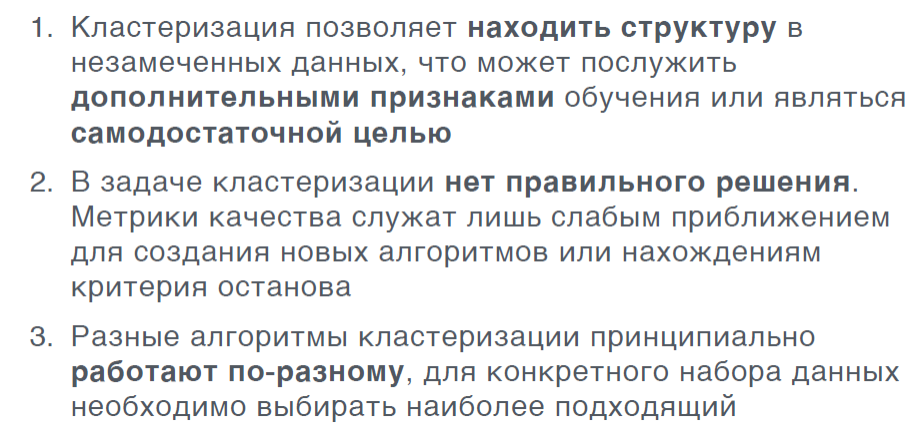 1. Кластеризация позволяет находить структуру в
незамеченных данных, что может послужить
дополнительными признаками обучения или являться
самодостаточной целью
2. В задаче кластеризации нет правильного решения.
Метрики качества служат лишь слабым приближением
для создания новых алгоритмов или нахождениям
критерия останова
3. Разные алгоритмы кластеризации принципиально
работают по-разному, для конкретного набора данных
необходимо выбирать наиболее подходящий